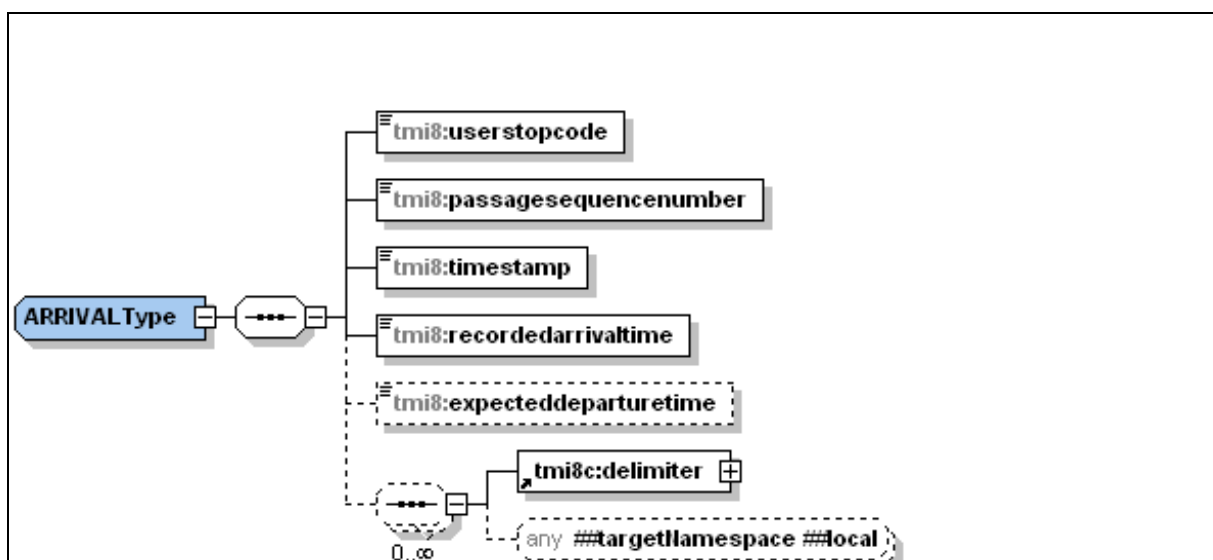 tmi8:userstopcode
tmi8:passagesequencenumber
tmi8:timestamp
ARRIVALType
tmi8:recordedarrivaltime
tmi8:expecteddeparturetime
tmi8c:delimiter
any ##targetNamespace ##local
0..∞